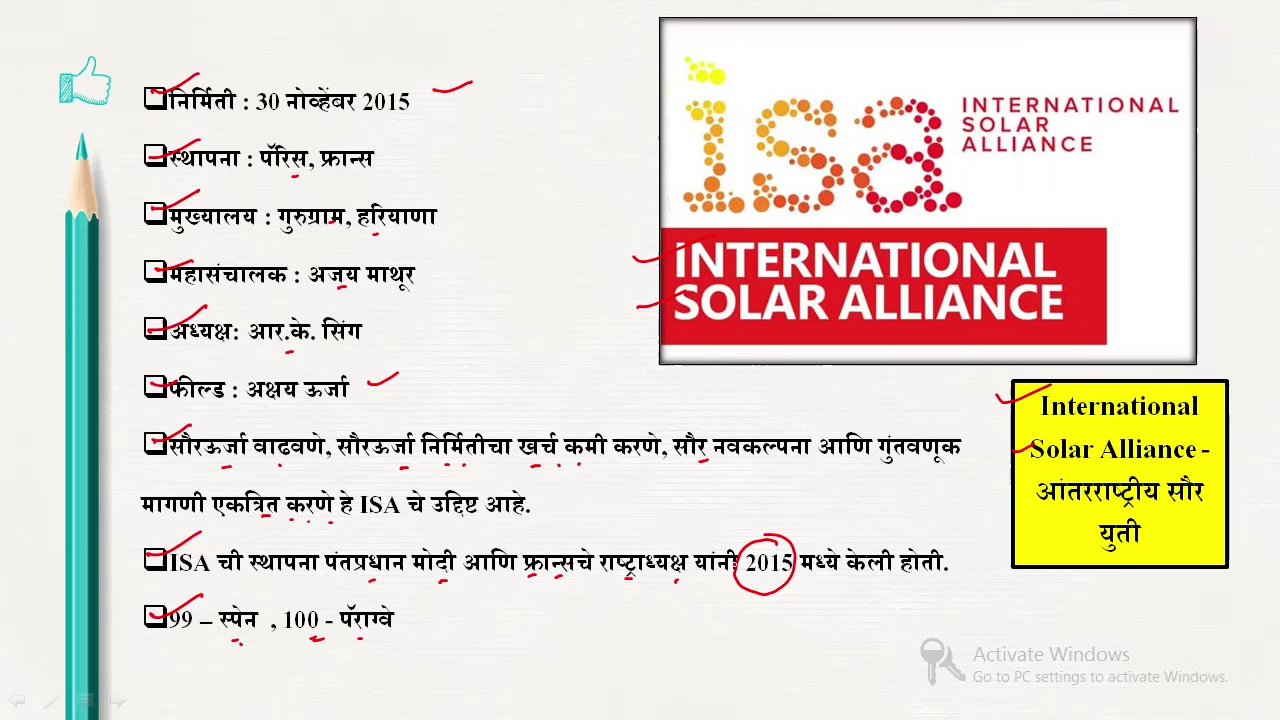 निर्मिती : 30 नोव्हेंबर 2015
स्थापना : पॅरिस, फ्रान्स
मुख्यालय : गुरुग्राम, हरियाणा
महासंचालक : अजय माथूर
अध्यक्ष: आर.के. सिंग
फील्ड : अक्षय ऊर्जा
सौरऊर्जा वाढवणे, सौरऊर्जा निर्मितीचा खर्च कमी करणे, सौर नवकल्पना आणि गुंतवणूक
मागणी एकत्रित करणे हे ISA चे उद्दिष्ट आहे.
ISA ची स्थापना पंतप्रधान मोदी आणि फ्रान्सचे राष्ट्राध्यक्ष यांनी 2015 मध्ये केली होती.
99 – स्पेन , 100 - पॅराग्वे
isa
INTERNATIONAL
SOLAR
ALLIANCE
INTERNATIONAL
SOLAR ALLIANCE
International
Solar Alliance -
आंतरराष्ट्रीय सौर
युती
Activate Windows
Go to PC settings to activate Windows.